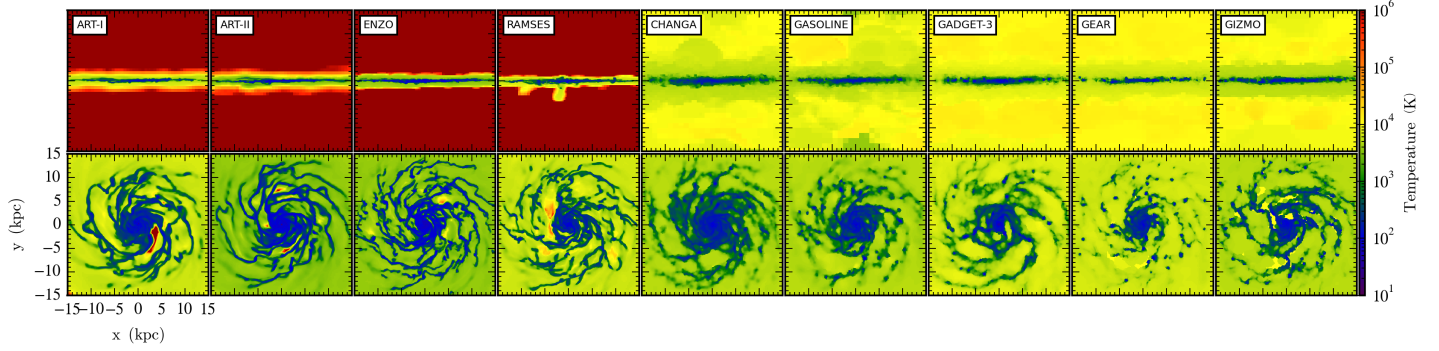 ART-I ART-II ENZO RAMSES CHANGA GASOLINE GADGET-3 GEAR GIZMO
10^6
10^5
10^4
10^3
10^2
10^1
Temperature (K)
15
10
5
0
−5
−10
−15
y (kpc)
−15 −10 −5 0 5 10 15
x (kpc)